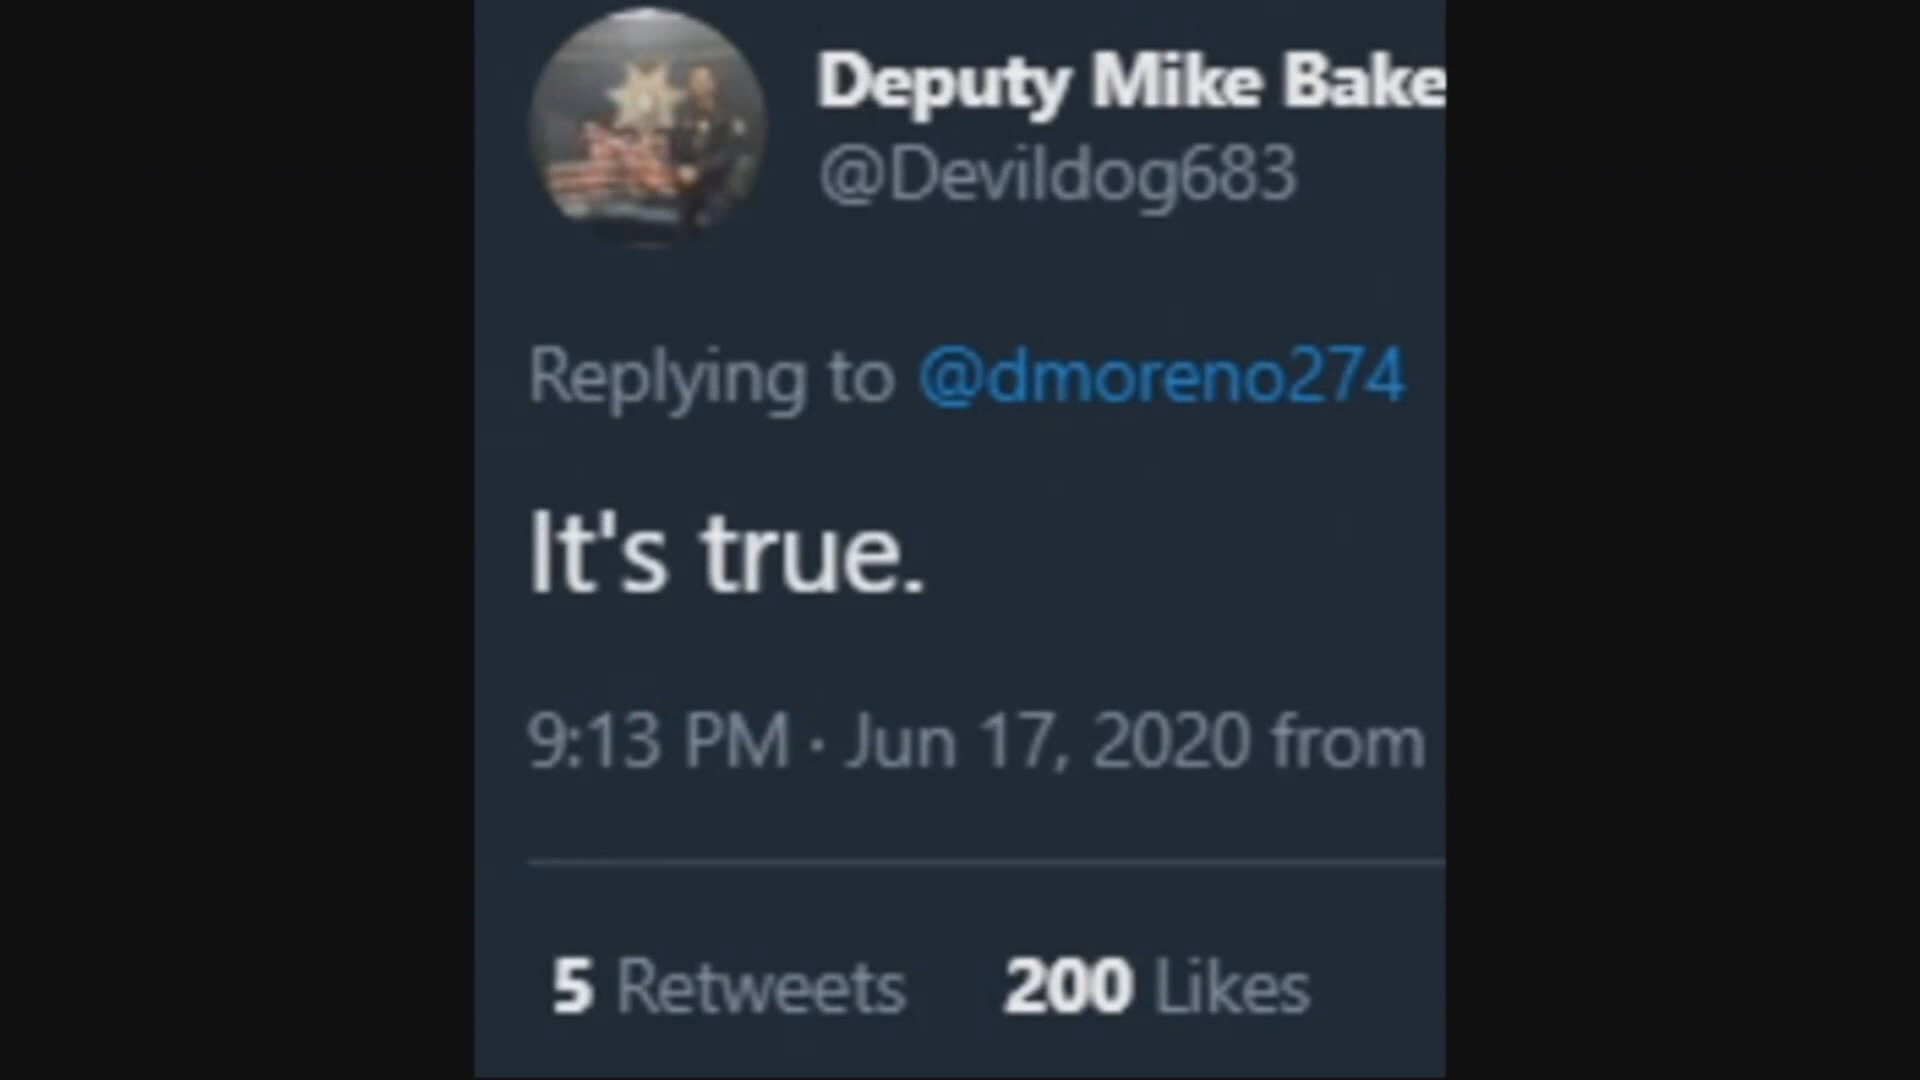 Deputy Mike Bake
@Devildog683
Replying to @dmoreno274
It's true.
9:13 PM · Jun 17, 2020 from
5 Retweets 200 Likes